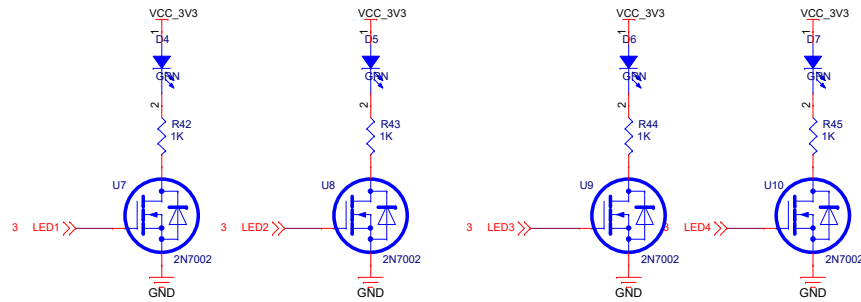 VCC_3V3 VCC_3V3 VCC_3V3 VCC_3V3
1 1 1 1
D4 D5 D6 D7
GRN GRN GRN GRN
2 2 2 2
R42 R43 R44 R45
1K 1K 1K 1K
U7 U8 U9 U10
3 LED1 3 LED2 3 LED3 3 LED4
2N7002 2N7002 2N7002 2N7002
GND GND GND GND